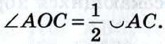 ∠AOC = 1/2 ◡AC.